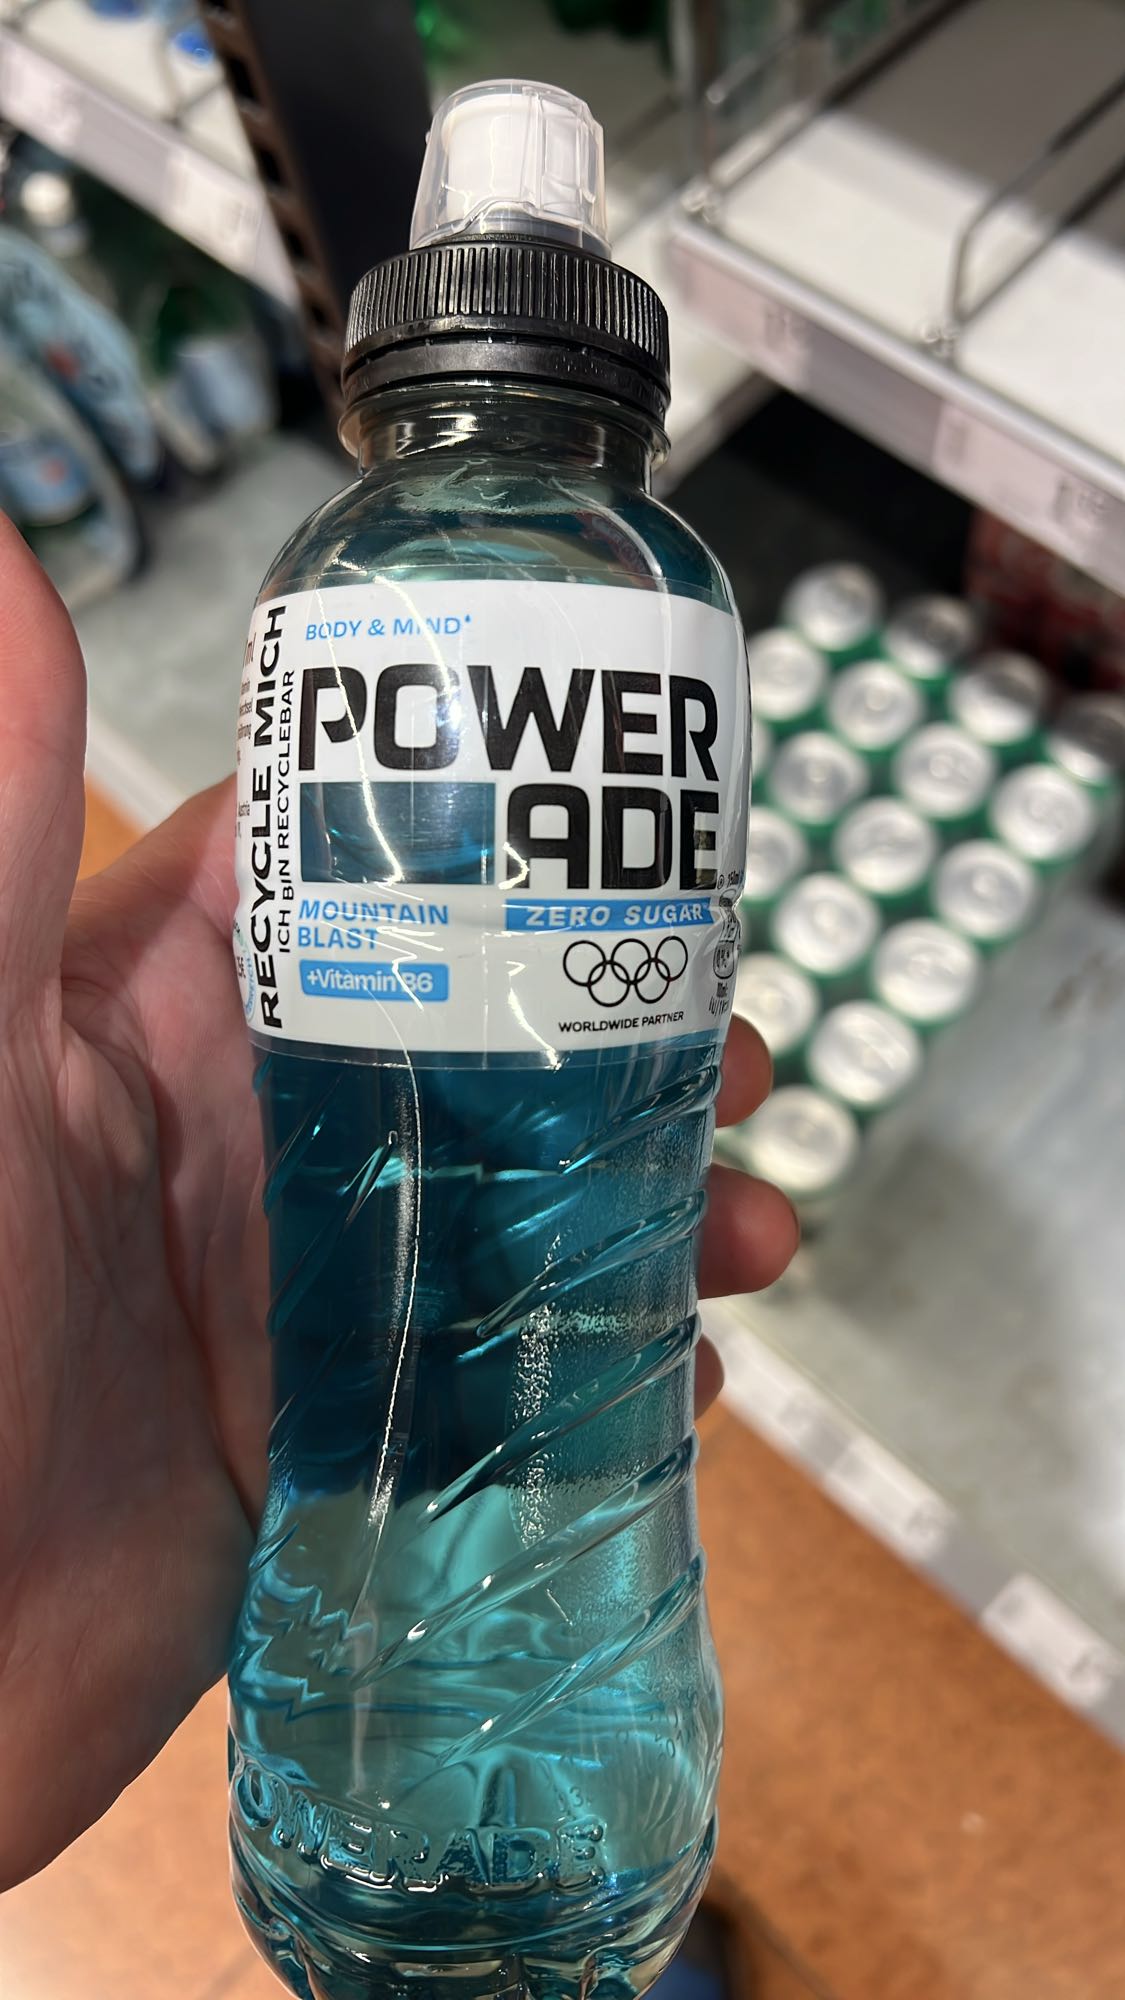 BODY & MIND
POWER
ADE
MOUNTAIN
BLAST
ZERO SUGAR
+Vitamin B6
WORLDWIDE PARTNER
RECYCLE MICH
ICH BIN RECYCLEBAR
POWERADE